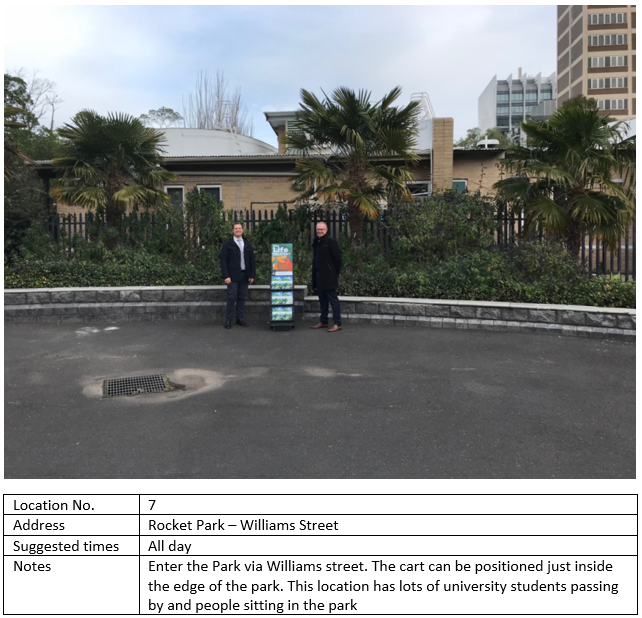 Life
Location No. 7
Address Rocket Park – Williams Street
Suggested times All day
Notes Enter the Park via Williams street. The cart can be positioned just inside
the edge of the park. This location has lots of university students passing
by and people sitting in the park